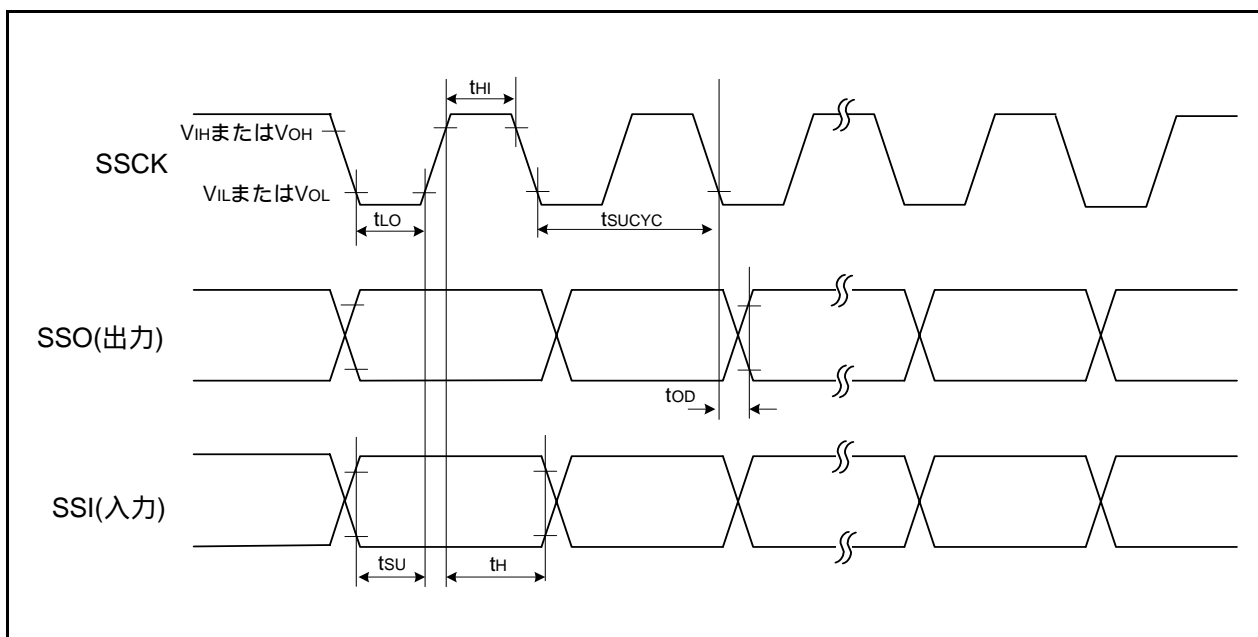 tHI
VIHまたはVOH
SSCK
VILまたはVOL
tLO
tSUCYC
SSO(出力)
tOD
SSI(入力)
tSU
tH